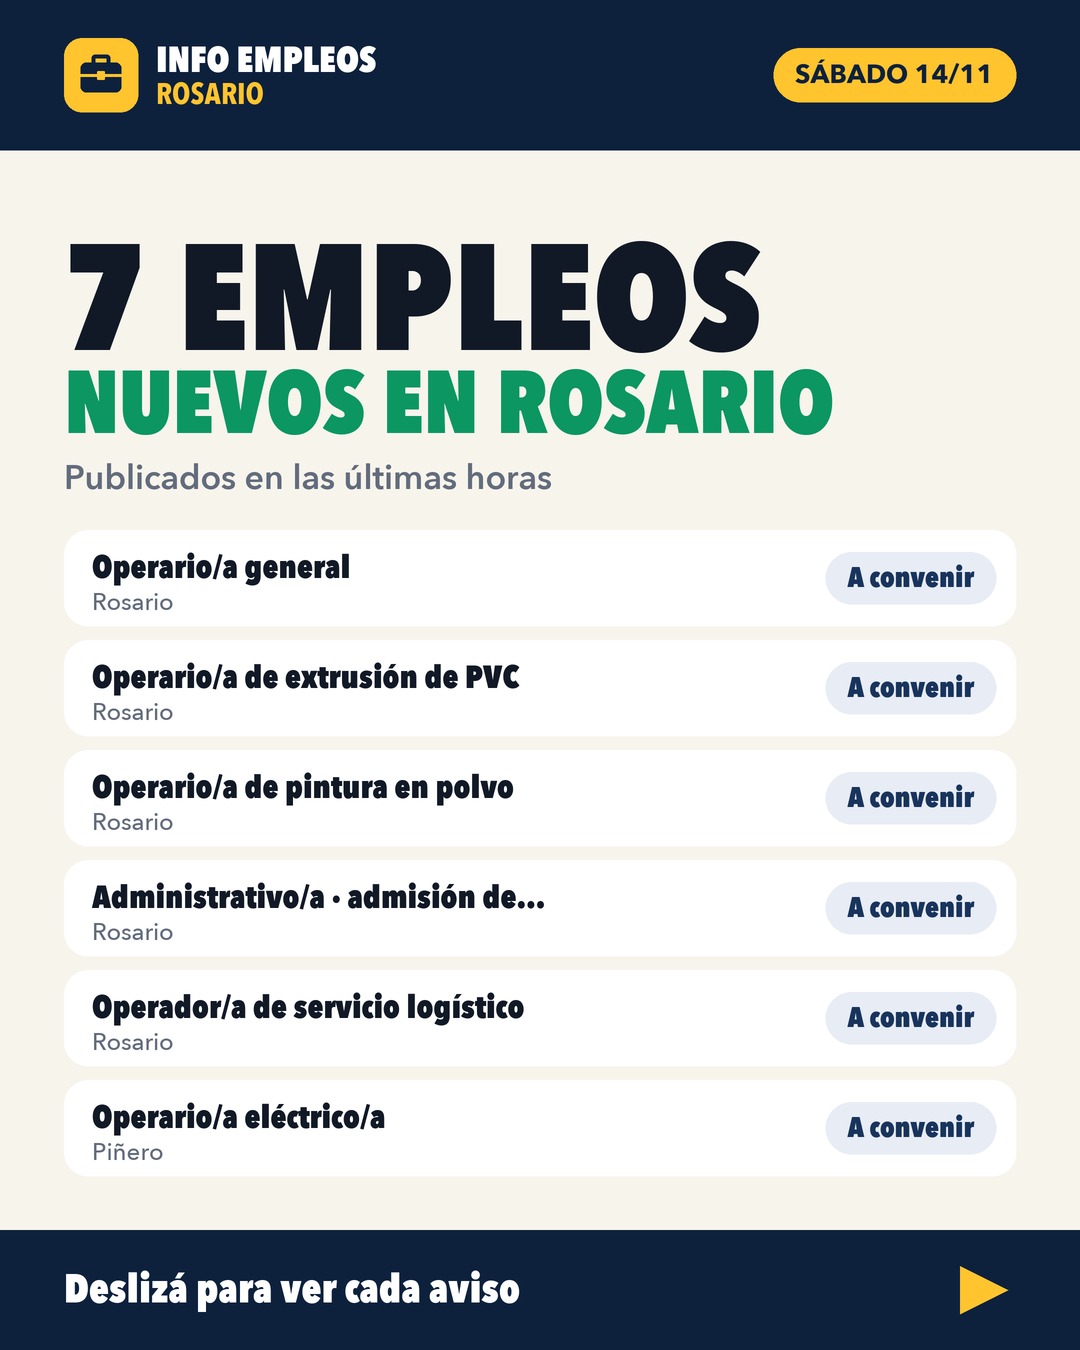 INFO EMPLEOS
ROSARIO
SÁBADO 14/11
7 EMPLEOS
NUEVOS EN ROSARIO
Publicados en las últimas horas
Operario/a general
Rosario
A convenir
Operario/a de extrusión de PVC
Rosario
A convenir
Operario/a de pintura en polvo
Rosario
A convenir
Administrativo/a · admisión de...
Rosario
A convenir
Operador/a de servicio logístico
Rosario
A convenir
Operario/a eléctrico/a
Piñero
A convenir
Deslizá para ver cada aviso